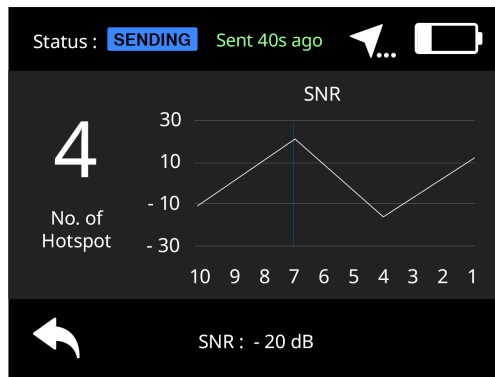 Status : SENDING Sent 40s ago
SNR
4
No. of
Hotspot
30
10
- 10
- 30
10 9 8 7 6 5 4 3 2 1
SNR : - 20 dB